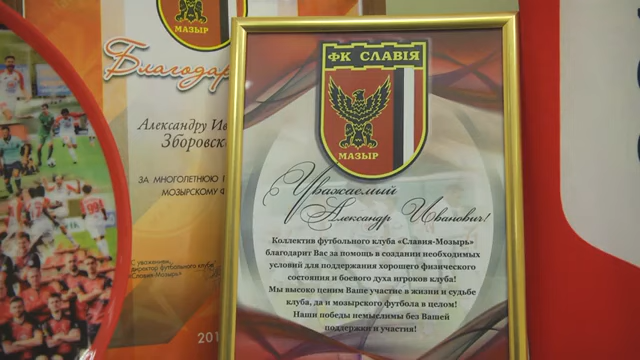 МАЗЫР
Благодар
Александру Ив
Зборовск
ЗА МНОГОЛЕТНЮЮ
МОЗЫРСКОМУ Ф
С уважением,
директор футбольного клуба
«Славия-Мозырь»
201
ФК СЛАВІЯ
МАЗЫР
Уважаемый
Александр Иванович!
Коллектив футбольного клуба «Славия-Мозырь»
благодарит Вас за помощь в создании необходимых
условий для поддержания хорошего физического
состояния и боевого духа игроков клуба!
Мы высоко ценим Ваше участие в жизни и судьбе
клуба, да и мозырского футбола в целом!
Наши победы немыслимы без Вашей
поддержки и участия!